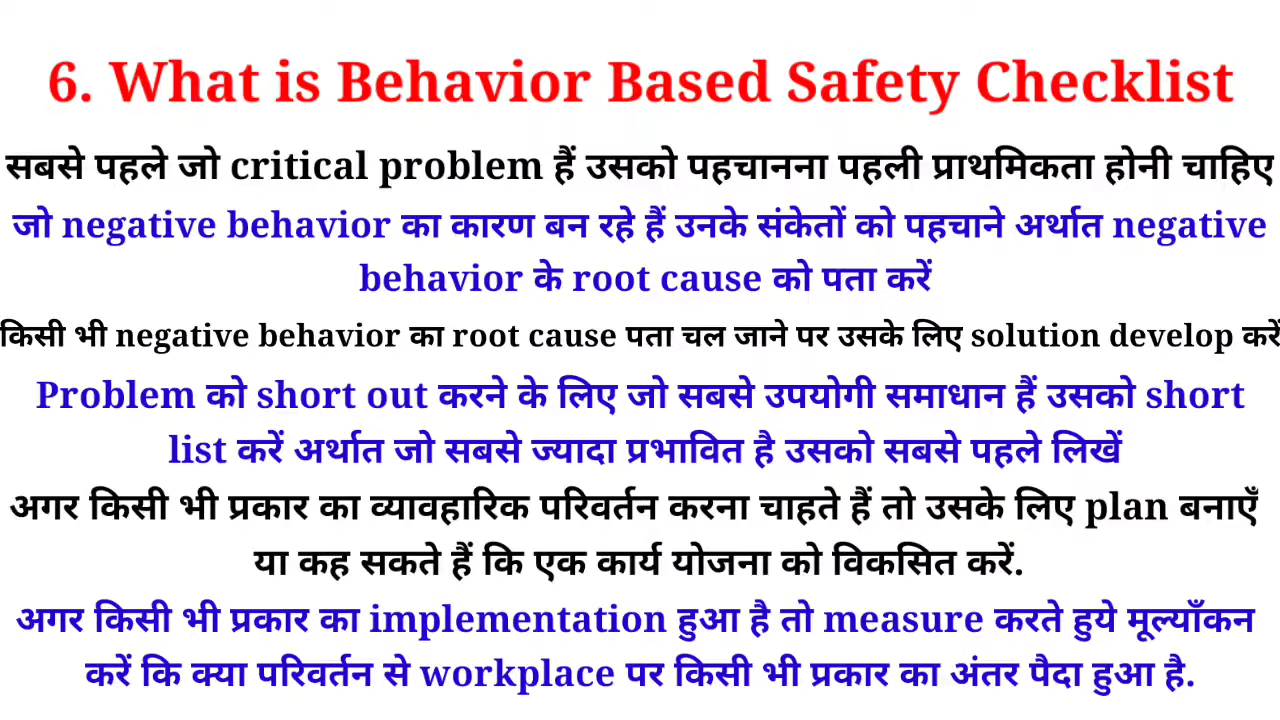 6. What is Behavior Based Safety Checklist
सबसे पहले जो critical problem हैं उसको पहचानना पहली प्राथमिकता होनी चाहिए
जो negative behavior का कारण बन रहे हैं उनके संकेतों को पहचाने अर्थात negative
behavior के root cause को पता करें
किसी भी negative behavior का root cause पता चल जाने पर उसके लिए solution develop करें
Problem को short out करने के लिए जो सबसे उपयोगी समाधान हैं उसको short
list करें अर्थात जो सबसे ज्यादा प्रभावित है उसको सबसे पहले लिखें
अगर किसी भी प्रकार का व्यावहारिक परिवर्तन करना चाहते हैं तो उसके लिए plan बनाएँ
या कह सकते हैं कि एक कार्य योजना को विकसित करें.
अगर किसी भी प्रकार का implementation हुआ है तो measure करते हुये मूल्याँकन
करें कि क्या परिवर्तन से workplace पर किसी भी प्रकार का अंतर पैदा हुआ है.